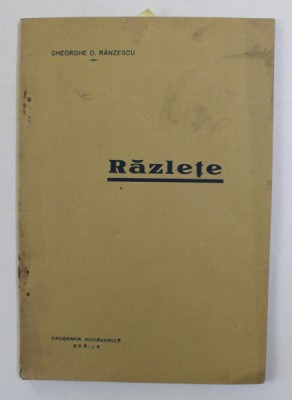 GHEORGHE D. RÂNZESCU
Răzlețe
TIPOGRAFIA ROMÂNEASCĂ
BRĂILA